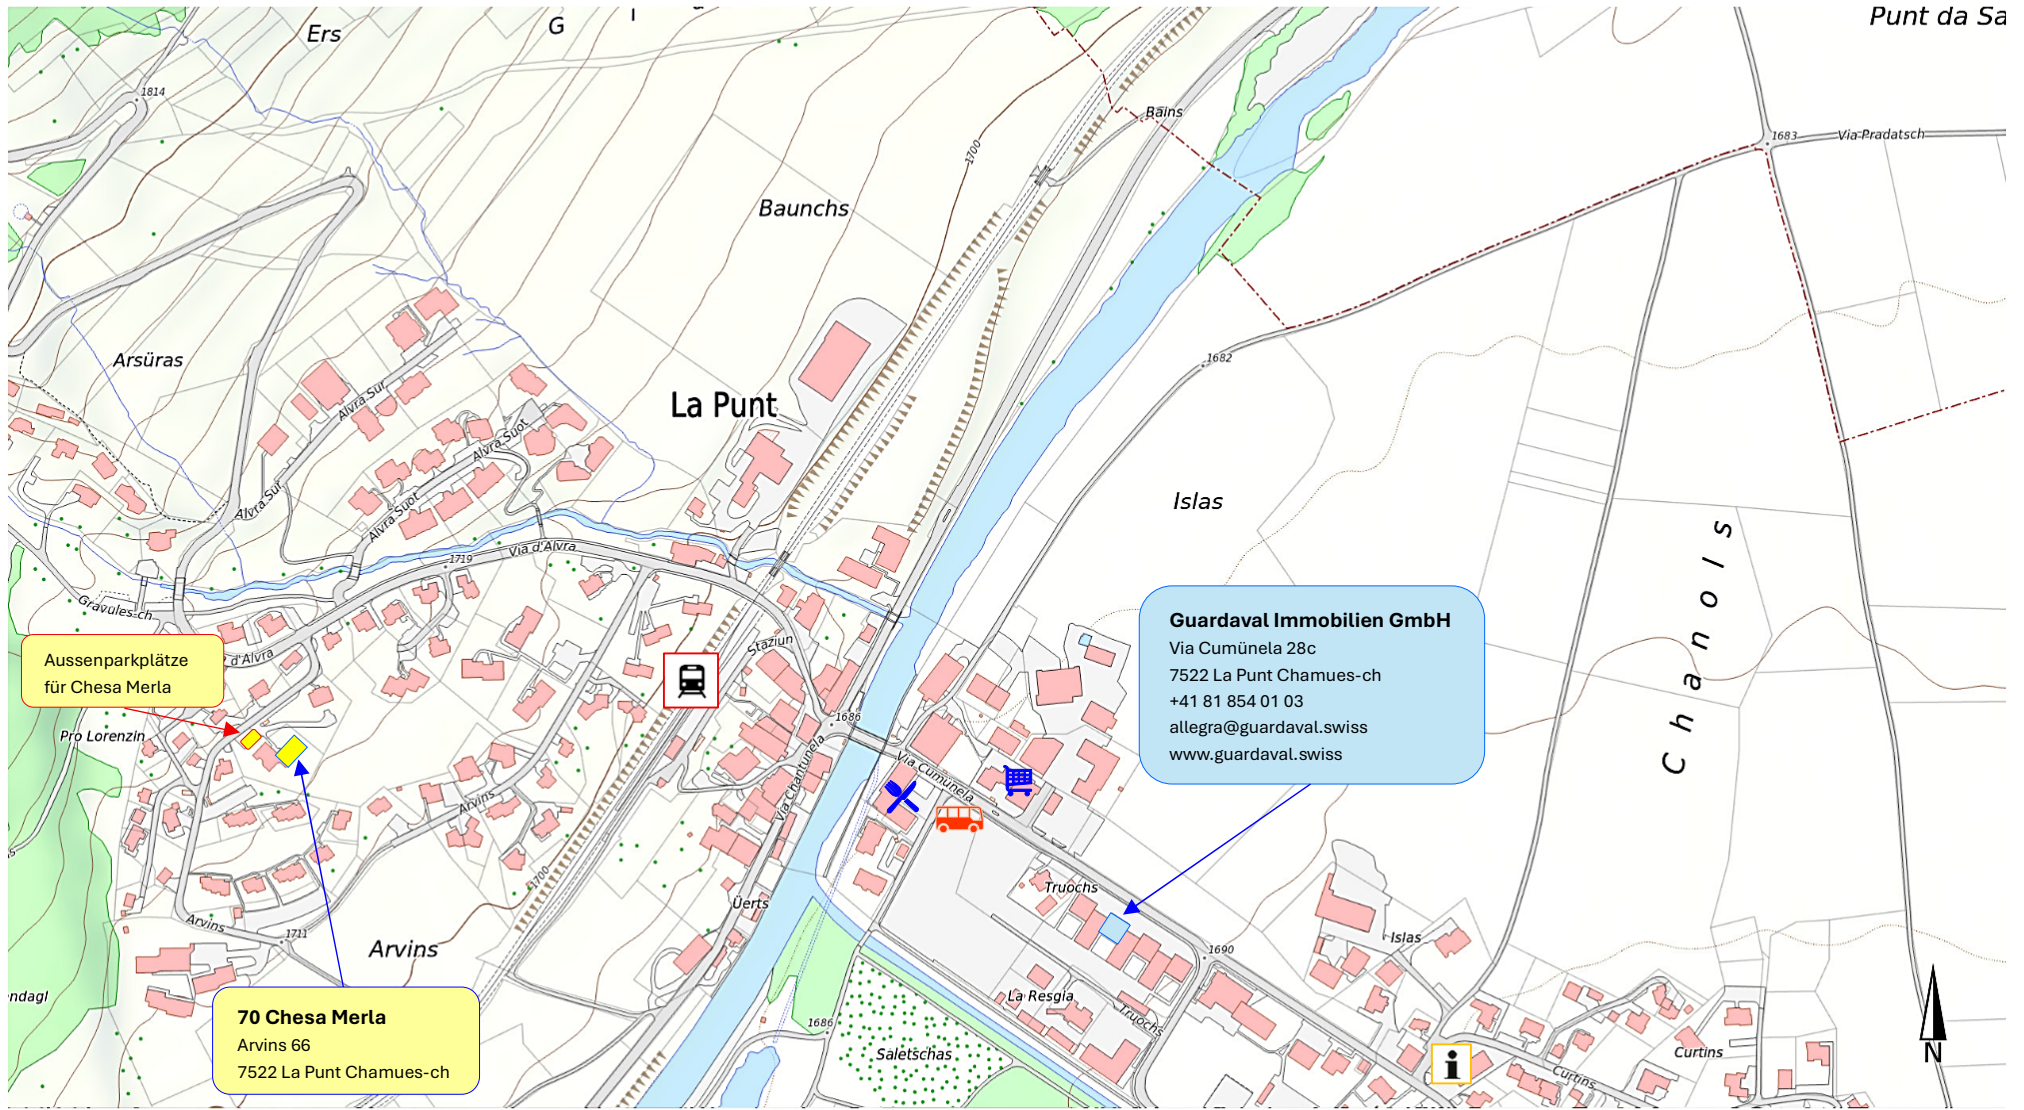 Punt da Sa
Ers
G
I
1814
Bains
1683
Via Pradatsch
1700
Baunchs
Arsüras
1682
La Punt
Alvra Sur
Alvra Suot
Alvra Sur
Alvra Suot
Islas
Chanols
Via d'Alvra
1719
Gravules-ch
d'Alvra
Staziun
Aussenparkplätze
für Chesa Merla
Guardaval Immobilien GmbH
Via Cumünela 28c
7522 La Punt Chamues-ch
+41 81 854 01 03
allegra@guardaval.swiss
www.guardaval.swiss
Pro Lorenzin
1686
Via Cumünela
Via Chantunela
Arvins
1700
Truochs
Üerts
Arvins
1711
Arvins
Islas
1690
ndagl
La Resgia
Truochs
1686
Saletschas
Curtins
Curtins
70 Chesa Merla
Arvins 66
7522 La Punt Chamues-ch
i
N